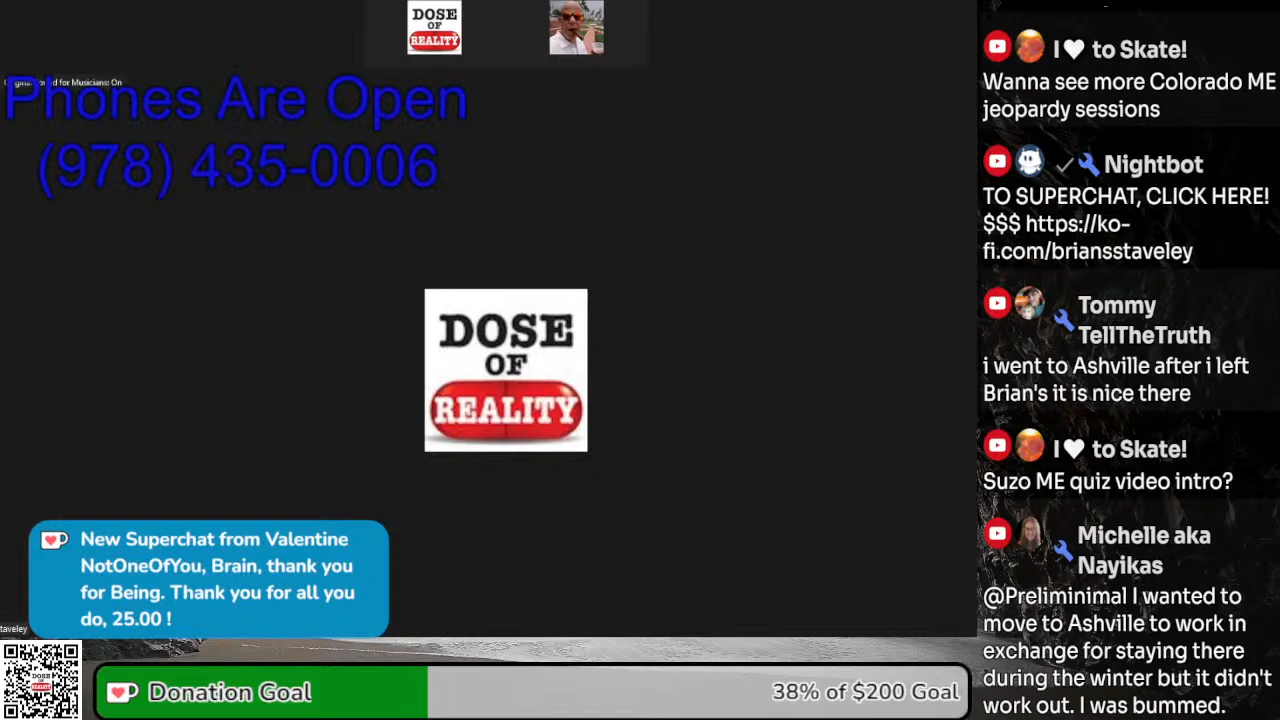 DOSE
OF
REALITY
Phones Are Open
(978) 435-0006
DOSE
OF
REALITY
New Superchat from Valentine
NotOneOfYou, Brain, thank you
for Being. Thank you for all you
do, 25.00 !
taveley
DOSE
OF
REALITY
Donation Goal
38% of $200 Goal
I♥ to Skate!
Wanna see more Colorado ME
jeopardy sessions
Nightbot
TO SUPERCHAT, CLICK HERE!
$$$ https://ko-
fi.com/briansstaveley
Tommy
TellTheTruth
i went to Ashville after i left
Brian's it is nice there
I♥ to Skate!
Suzo ME quiz video intro?
Michelle aka
Nayikas
@Preliminimal I wanted to
move to Ashville to work in
exchange for staying there
during the winter but it didn't
work out. I was bummed.